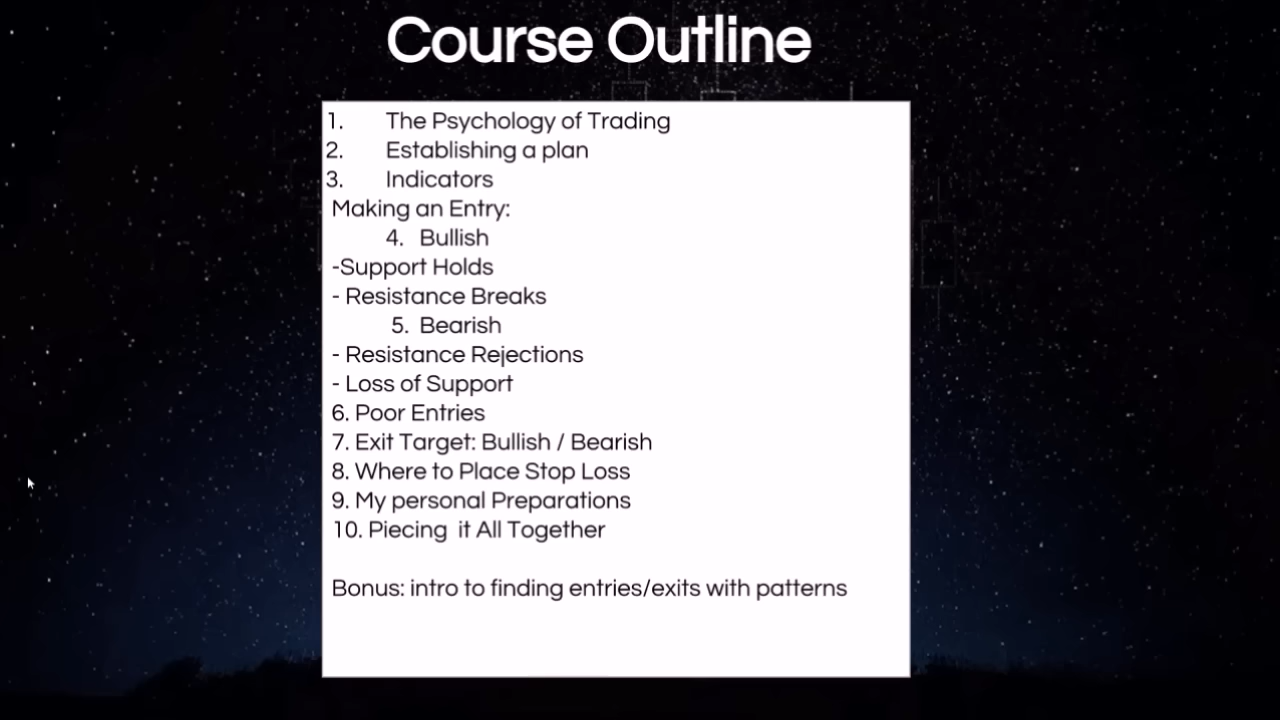 Course Outline
1. The Psychology of Trading
2. Establishing a plan
3. Indicators
Making an Entry:
4. Bullish
-Support Holds
- Resistance Breaks
5. Bearish
- Resistance Rejections
- Loss of Support
6. Poor Entries
7. Exit Target: Bullish / Bearish
8. Where to Place Stop Loss
9. My personal Preparations
10. Piecing  it All Together
Bonus: intro to finding entries/exits with patterns